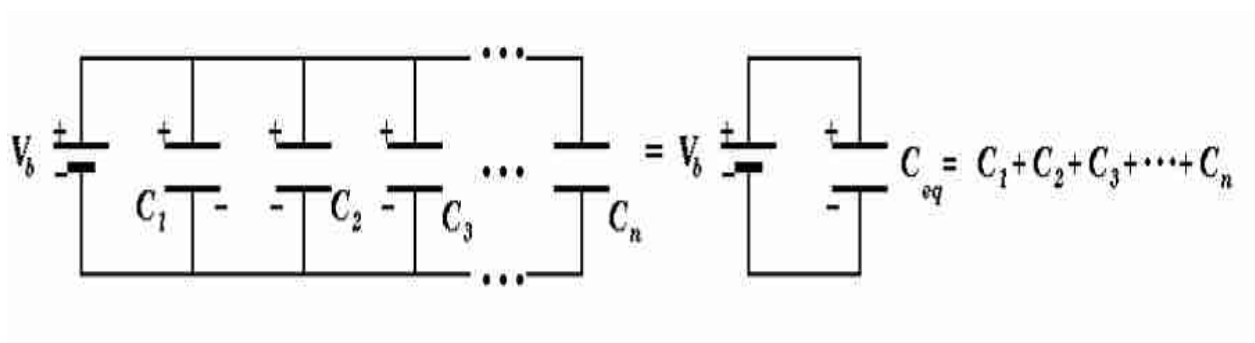 V_b + - + C_1 - + - C_2 + - C_3 ... C_n = V_b + - + - C_eq = C_1+C_2+C_3+⋯+C_n